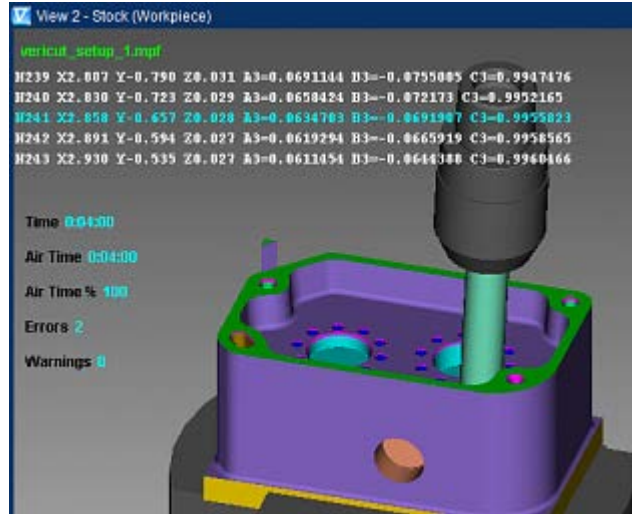 View 2 - Stock (Workpiece)
vericut_setup_1.mpf
N239 X2.807 Y-0.790 Z0.031 A3=0.0691144 B3=-0.0755085 C3=0.9947476
N240 X2.830 Y-0.723 Z0.029 A3=0.0658424 B3=-0.072173 C3=0.9952165
N241 X2.858 Y-0.657 Z0.028 A3=0.0634703 B3=-0.0691907 C3=0.9955823
N242 X2.891 Y-0.594 Z0.027 A3=0.0619294 B3=-0.0665919 C3=0.9958565
N243 X2.930 Y-0.535 Z0.027 A3=0.0611454 B3=-0.0644388 C3=0.9960466
Time 0:04:00
Air Time 0:04:00
Air Time % 100
Errors 2
Warnings 0